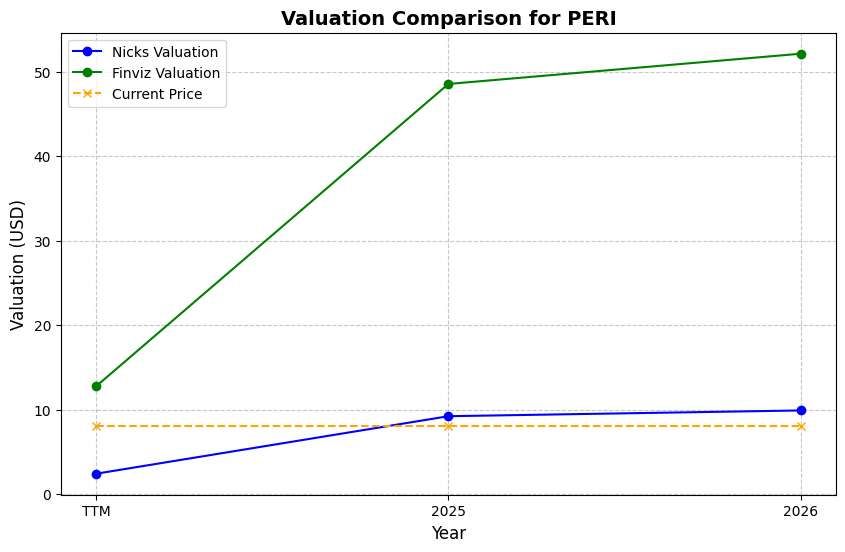 Valuation Comparison for PERI
Nicks Valuation
Finviz Valuation
Current Price
Valuation (USD)
50
40
30
20
10
0
TTM
2025
2026
Year